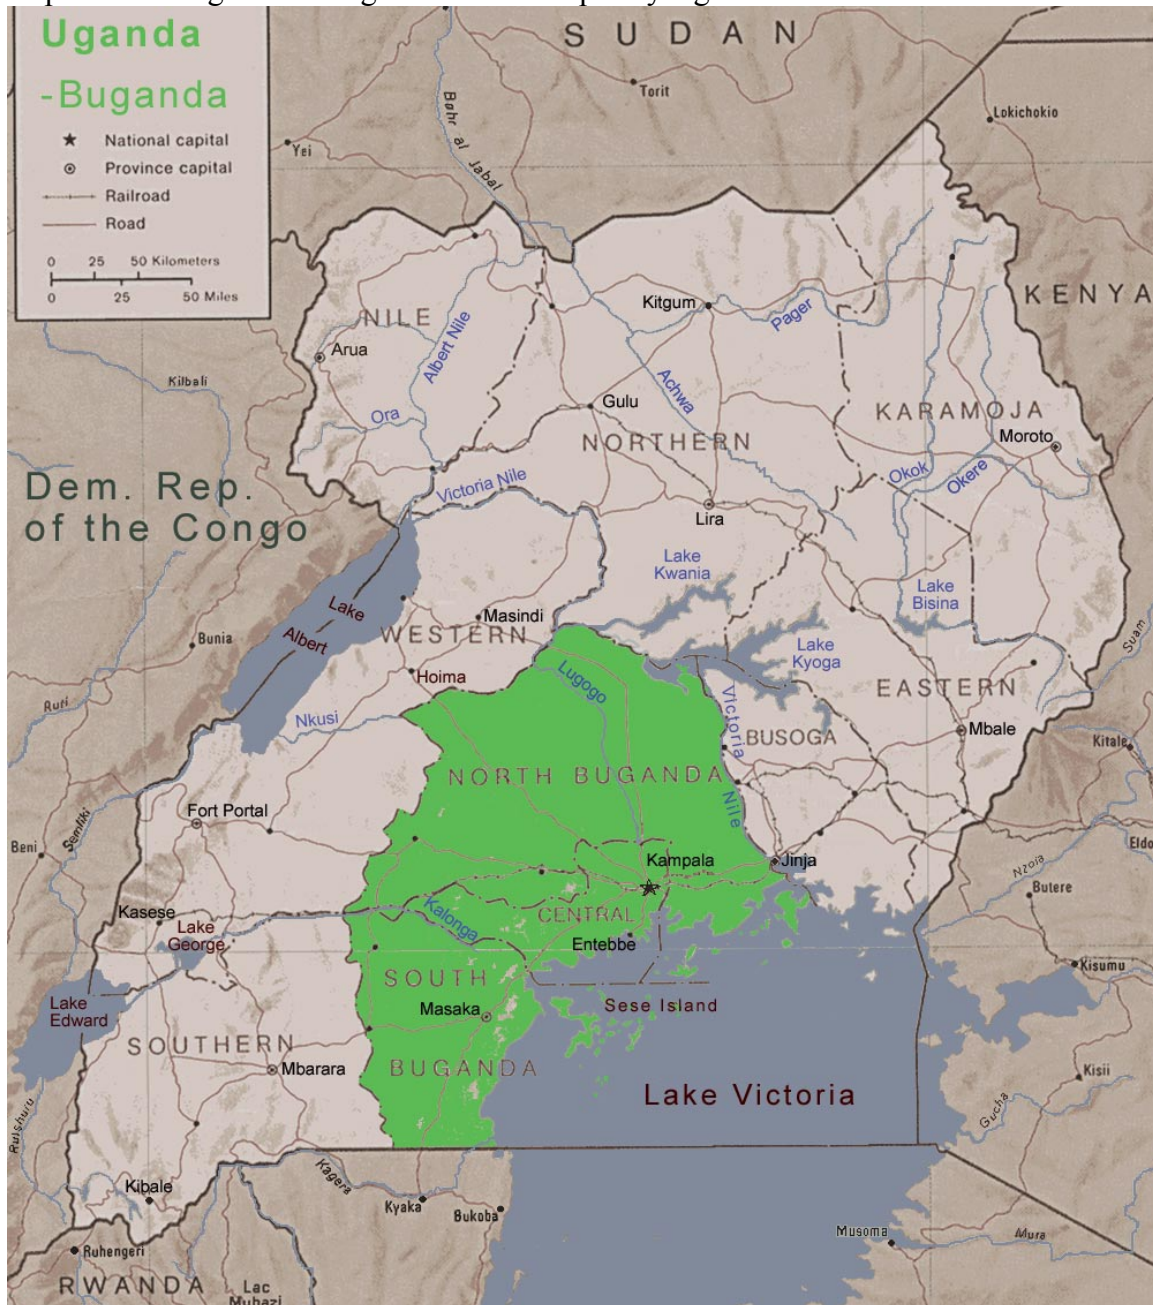 Uganda
-Buganda
National capital
Province capital
Railroad
Road
0 25 50 Kilometers
0 25 50 Miles
SUDAN
Torit
Lokichokio
Yei
Bahr al Jabal
KENYA
Kitgum
Pager
NILE
Albert Nile
Arua
Kilbali
Achwa
Ora
Gulu
KARAMOJA
NORTHERN
Moroto
Okok
Okere
Dem. Rep.
of the Congo
Victoria Nile
Lira
Lake
Kwania
Lake
Bisina
Lake
Albert
Masindi
WESTERN
Bunia
Lake
Kyoga
Suam
Hoima
Lugogo
EASTERN
Ruri
Nkusi
Victoria
Nile
BUSOGA
Mbale
Kitale
NORTH BUGANDA
Fort Portal
Semliki
Beni
Kampala
Jinja
Eldo
Nzoia
Butere
Kasese
Lake
George
Kalonga
CENTRAL
Entebbe
Kisumu
SOUTH
BUGANDA
Lake
Edward
Masaka
Sese Island
SOUTHERN
Mbarara
Lake Victoria
Kisii
Gucha
Rutshuru
Kibale
Kagera
Kyaka
Bukoba
Musoma
Mara
Ruhengeri
RWANDA
Lac